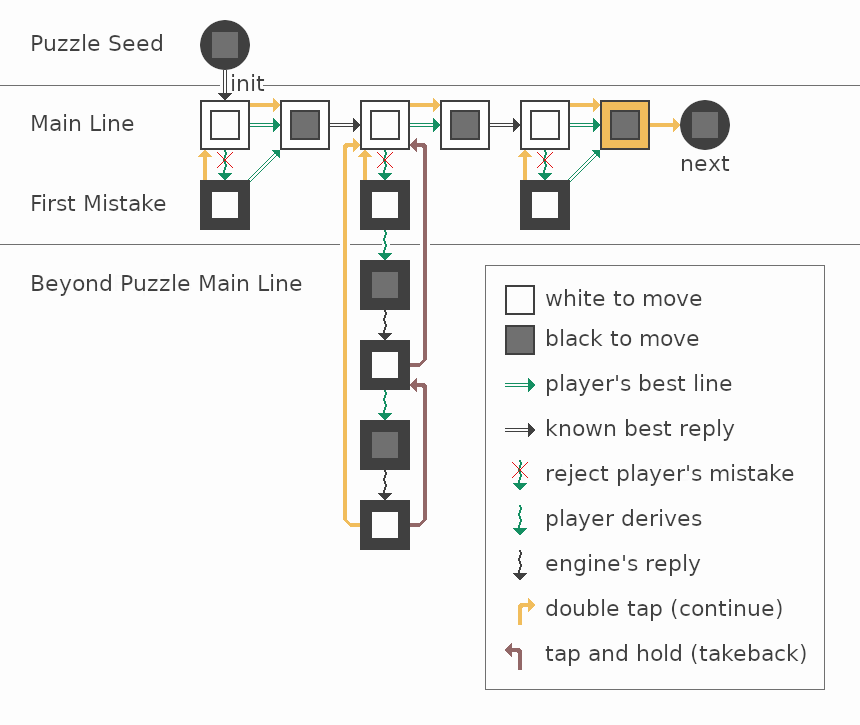 Puzzle Seed
init
Main Line
next
First Mistake
Beyond Puzzle Main Line
white to move
black to move
player's best line
known best reply
reject player's mistake
player derives
engine's reply
double tap (continue)
tap and hold (takeback)